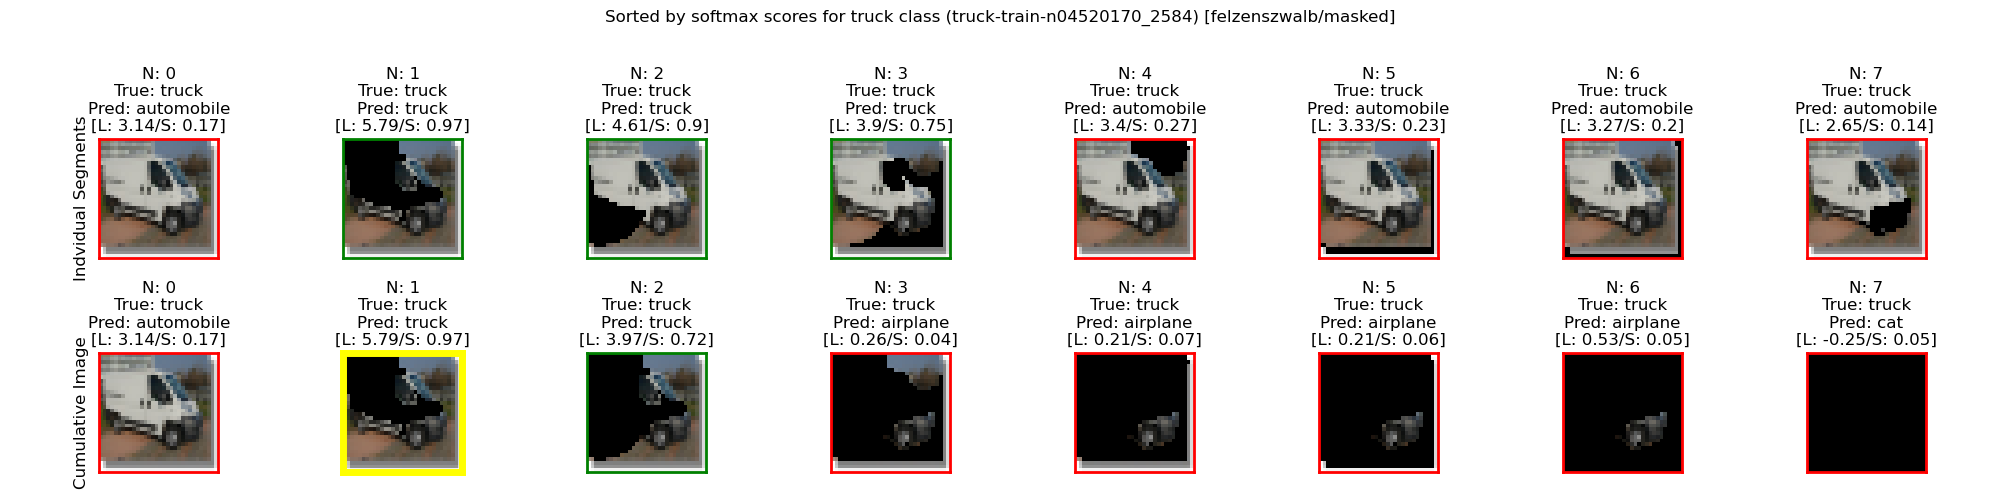 Sorted by softmax scores for truck class (truck-train-n04520170_2584) [felzenszwalb/masked]
Indvidual Segments
N: 0
True: truck
Pred: automobile
[L: 3.14/S: 0.17]
N: 1
True: truck
Pred: truck
[L: 5.79/S: 0.97]
N: 2
True: truck
Pred: truck
[L: 4.61/S: 0.9]
N: 3
True: truck
Pred: truck
[L: 3.9/S: 0.75]
N: 4
True: truck
Pred: automobile
[L: 3.4/S: 0.27]
N: 5
True: truck
Pred: automobile
[L: 3.33/S: 0.23]
N: 6
True: truck
Pred: automobile
[L: 3.27/S: 0.2]
N: 7
True: truck
Pred: automobile
[L: 2.65/S: 0.14]
Cumulative Image
N: 0
True: truck
Pred: automobile
[L: 3.14/S: 0.17]
N: 1
True: truck
Pred: truck
[L: 5.79/S: 0.97]
N: 2
True: truck
Pred: truck
[L: 3.97/S: 0.72]
N: 3
True: truck
Pred: airplane
[L: 0.26/S: 0.04]
N: 4
True: truck
Pred: airplane
[L: 0.21/S: 0.07]
N: 5
True: truck
Pred: airplane
[L: 0.21/S: 0.06]
N: 6
True: truck
Pred: airplane
[L: 0.53/S: 0.05]
N: 7
True: truck
Pred: cat
[L: -0.25/S: 0.05]